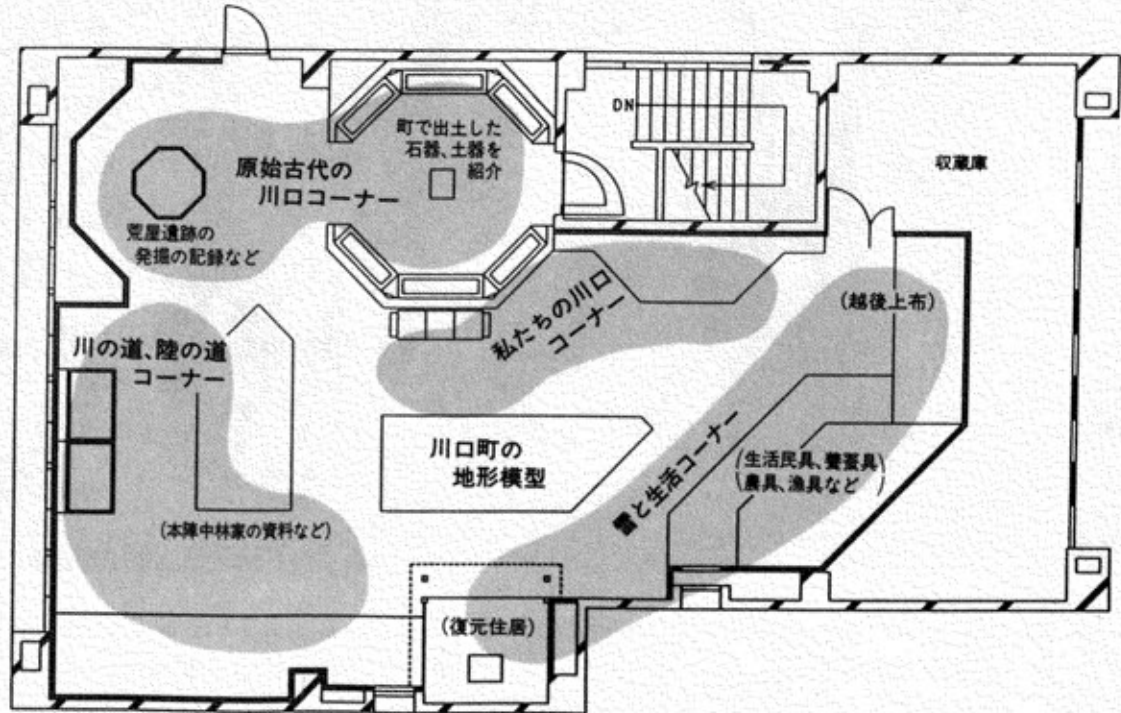 DN
町で出土した
石器、土器を
紹介
収蔵庫
原始古代の
川口コーナー
荒屋遺跡の
発掘の記録など
(越後上布)
私たちの川口
コーナー
川の道、陸の道
コーナー
川口町の
地形模型
雪と生活コーナー
(生活民具、養蚕具
農具、漁具など)
(本陣中林家の資料など)
(復元住居)